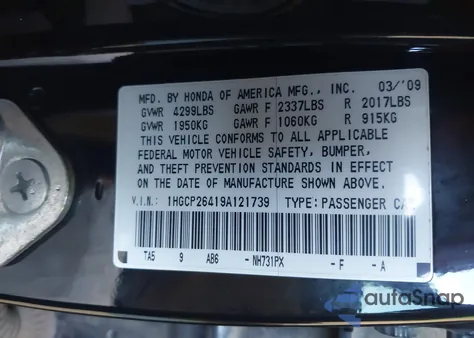 MFD. BY HONDA OF AMERICA MFG., INC. 03/'09
GVWR 4299LBS GAWR F 2337LBS R 2017LBS
GVWR 1950KG GAWR F 1060KG R 915KG
THIS VEHICLE CONFORMS TO ALL APPLICABLE
FEDERAL MOTOR VEHICLE SAFETY, BUMPER,
AND THEFT PREVENTION STANDARDS IN EFFECT
ON THE DATE OF MANUFACTURE SHOWN ABOVE.
V.I.N.: 1HGCP26419A121739 TYPE: PASSENGER CAR
TA5 9 AB6 -NH731PX -F -A
autoSnap